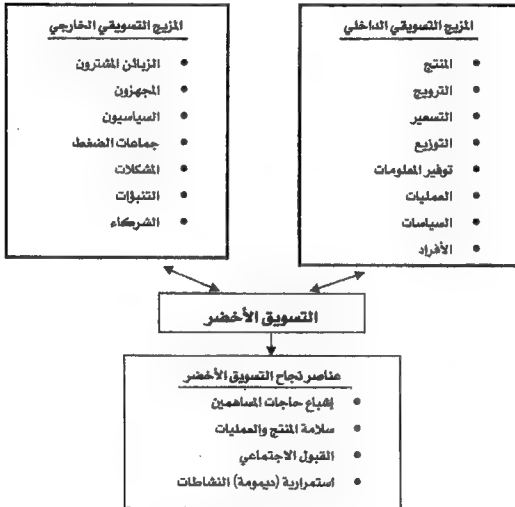 المزيج التسويقي الداخلي
المنتج
الترويج
التسعير
التوزيع
توفير المعلومات
العمليات
السياسات
الأفراد
المزيج التسويقي الخارجي
الزبائن المشترون
المجهزون
السياسيون
جماعات الضغط
المشكلات
التنبؤات
الشركاء
التسويق الأخضر
عناصر نجاح التسويق الأخضر
إشباع حاجات المساهمين
سلامة المنتج والعمليات
القبول الاجتماعي
استمرارية (ديمومة) النشاطات